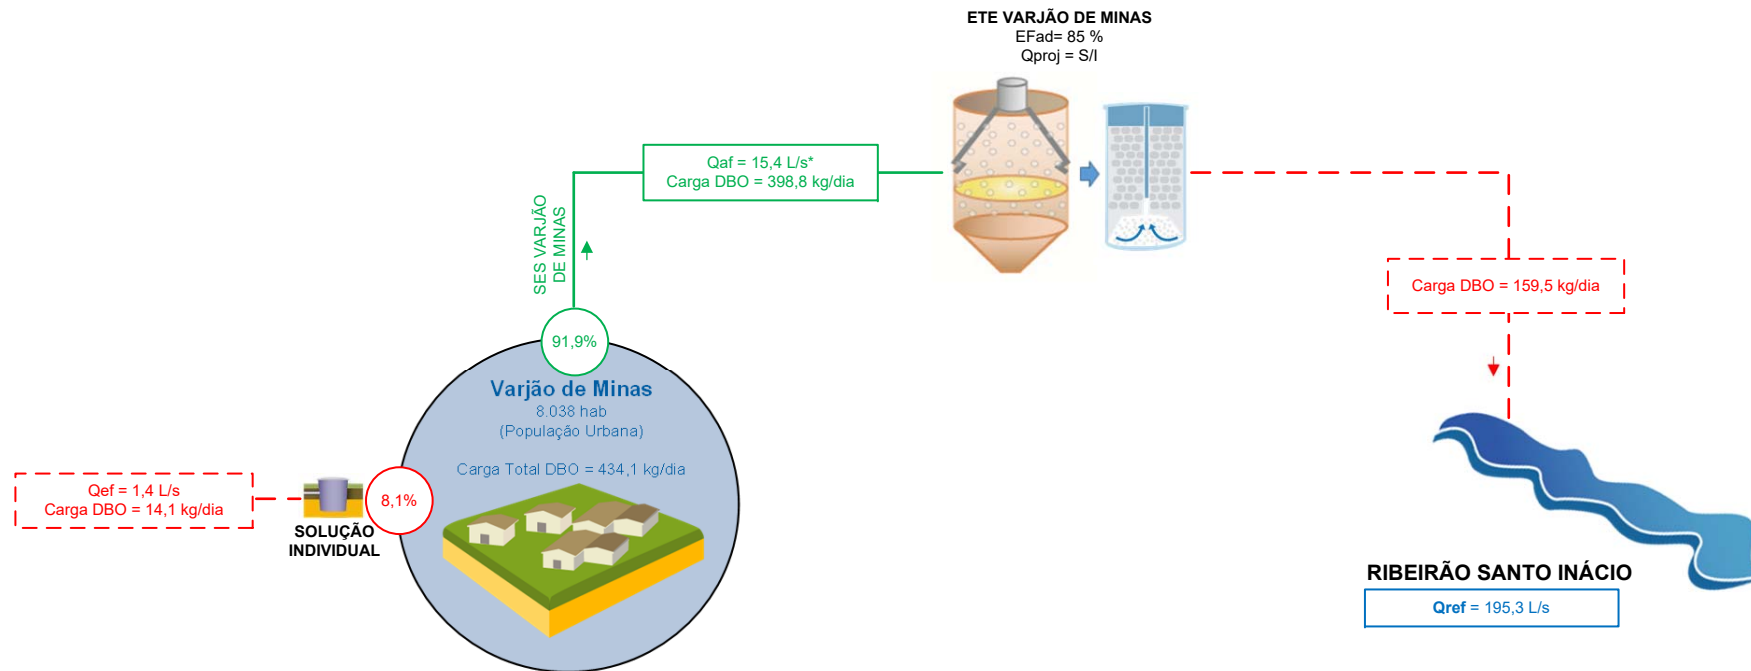 ETE VARJÃO DE MINAS
EFad= 85 %
Qproj = S/I
Qaf = 15,4 L/s*
Carga DBO = 398,8 kg/dia
SES VARJÃO
DE MINAS
Carga DBO = 159,5 kg/dia
91,9%
Varjão de Minas
8.038 hab
(População Urbana)
Carga Total DBO = 434,1 kg/dia
Qef = 1,4 L/s
Carga DBO = 14,1 kg/dia
8,1%
SOLUÇÃO
INDIVIDUAL
RIBEIRÃO SANTO INÁCIO
Qref = 195,3 L/s